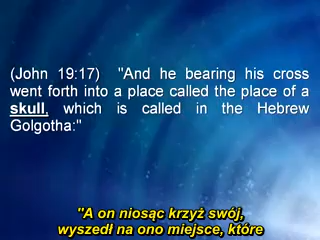 (John 19:17) "And he bearing his cross
went forth into a place called the place of a
skull, which is called in the Hebrew
Golgotha:"
"A on niosąc krzyż swój,
wyszedł na ono miejsce, które